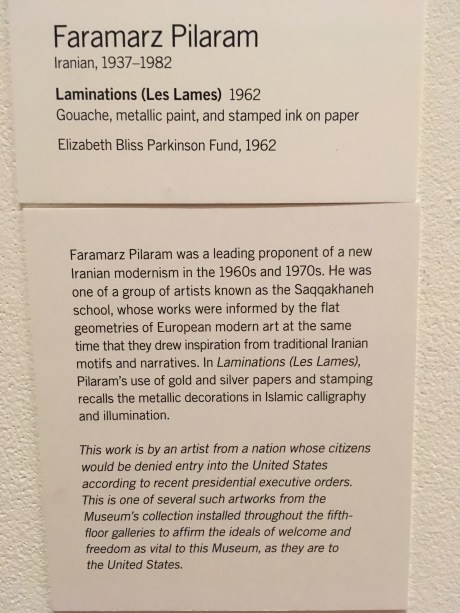 Faramarz Pilaram
Iranian, 1937–1982
Laminations (Les Lames) 1962
Gouache, metallic paint, and stamped ink on paper
Elizabeth Bliss Parkinson Fund, 1962
Faramarz Pilaram was a leading proponent of a new
Iranian modernism in the 1960s and 1970s. He was
one of a group of artists known as the Saqqakhaneh
school, whose works were informed by the flat
geometries of European modern art at the same
time that they drew inspiration from traditional Iranian
motifs and narratives. In Laminations (Les Lames),
Pilaram's use of gold and silver papers and stamping
recalls the metallic decorations in Islamic calligraphy
and illumination.
This work is by an artist from a nation whose citizens
would be denied entry into the United States
according to recent presidential executive orders.
This is one of several such artworks from the
Museum's collection installed throughout the fifth-
floor galleries to affirm the ideals of welcome and
freedom as vital to this Museum, as they are to
the United States.